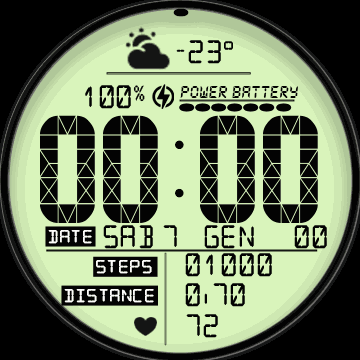 -23°
100% POWER BATTERY
00:00
DATE SAB 7 GEN 00
STEPS 01000
DISTANCE 0,70
72